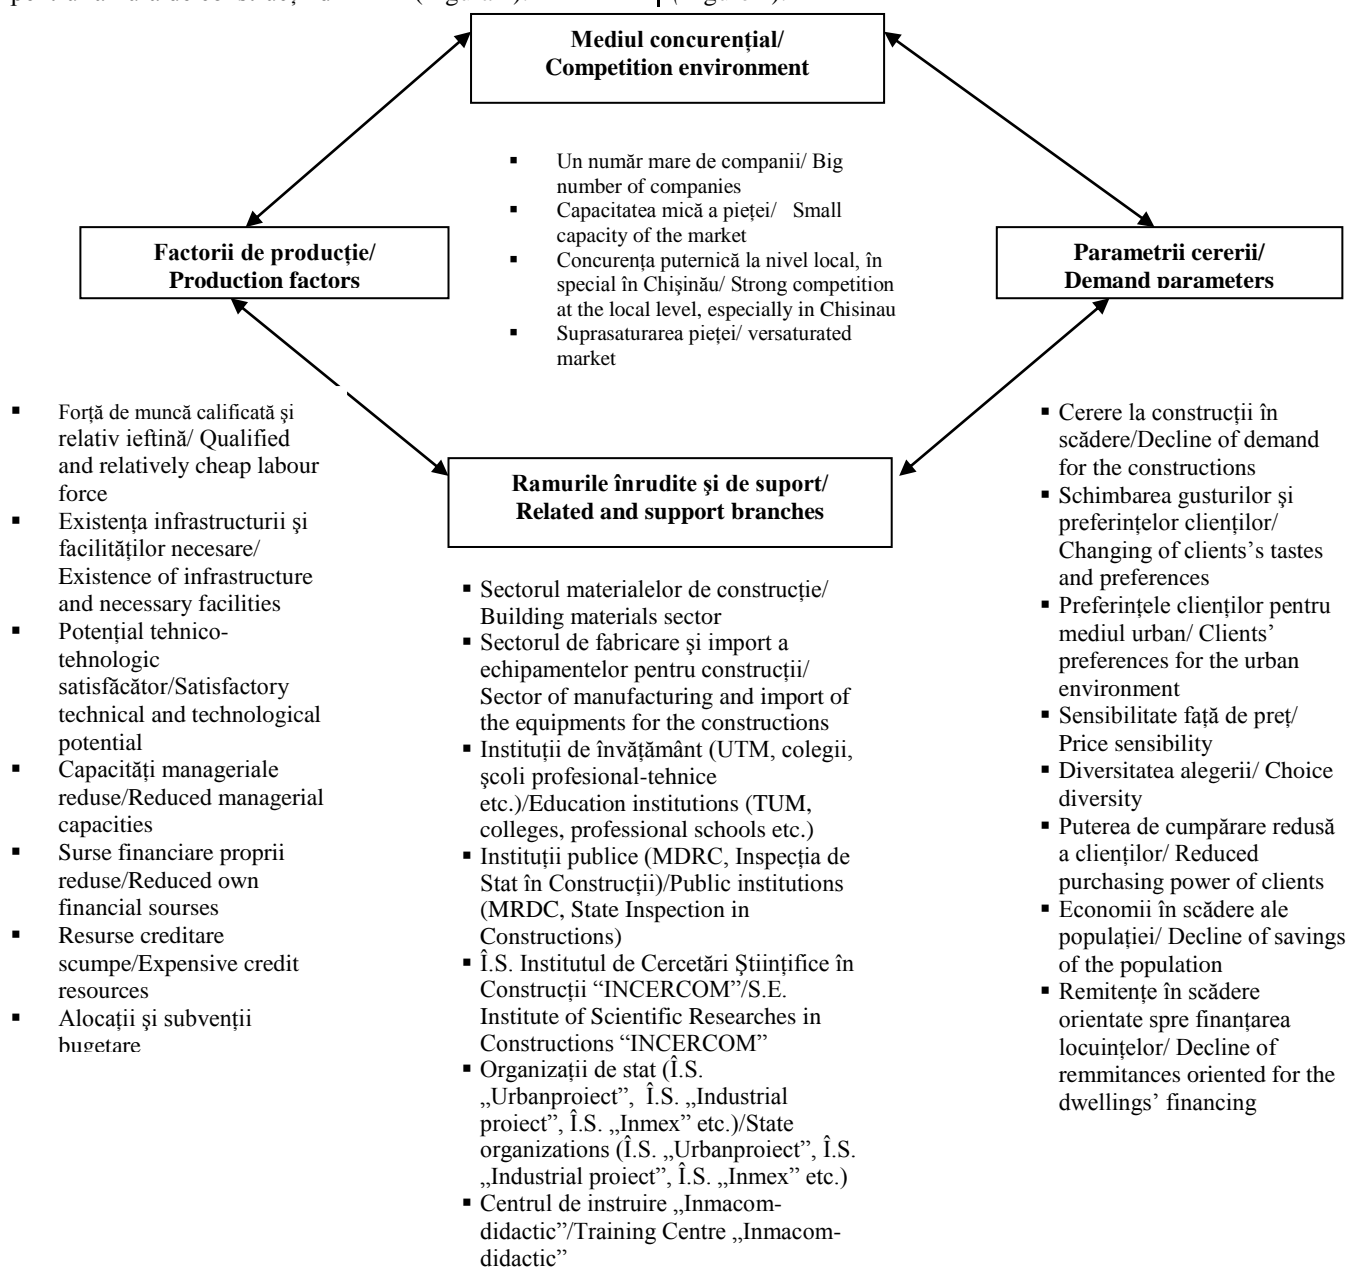 Mediul concurențial/
Competition environment
▪ Un număr mare de companii/ Big
number of companies
▪ Capacitatea mică a pieței/ Small
capacity of the market
▪ Concurența puternică la nivel local, în
special în Chişinău/ Strong competition
at the local level, especially in Chisinau
▪ Suprasaturarea pieței/ versaturated
market
Factorii de producție/
Production factors
▪ Forță de muncă calificată şi
relativ ieftină/ Qualified
and relatively cheap labour
force
▪ Existența infrastructurii şi
facilităților necesare/
Existence of infrastructure
and necessary facilities
▪ Potențial tehnico-
tehnologic
satisfăcător/Satisfactory
technical and technological
potential
▪ Capacități manageriale
reduse/Reduced managerial
capacities
▪ Surse financiare proprii
reduse/Reduced own
financial sourses
▪ Resurse creditare
scumpe/Expensive credit
resources
▪ Alocații şi subvenții
bugetare
Ramurile înrudite şi de suport/
Related and support branches
▪ Sectorul materialelor de construcție/
Building materials sector
▪ Sectorul de fabricare şi import a
echipamentelor pentru construcții/
Sector of manufacturing and import of
the equipments for the constructions
▪ Instituții de învățământ (UTM, colegii,
şcoli profesional-tehnice
etc.)/Education institutions (TUM,
colleges, professional schools etc.)
▪ Instituții publice (MDRC, Inspecția de
Stat în Construcții)/Public institutions
(MRDC, State Inspection in
Constructions)
▪ Î.S. Institutul de Cercetări Ştiințifice în
Construcții “INCERCOM”/S.E.
Institute of Scientific Researches in
Constructions “INCERCOM”
▪ Organizații de stat (Î.S.
„Urbanproiect”, Î.S. „Industrial
proiect”, Î.S. „Inmex” etc.)/State
organizations (Î.S. „Urbanproiect”, Î.S.
„Industrial proiect”, Î.S. „Inmex” etc.)
▪ Centrul de instruire „Inmacom-
didactic”/Training Centre „Inmacom-
didactic”
Parametrii cererii/
Demand parameters
▪ Cerere la construcții în
scădere/Decline of demand
for the constructions
▪ Schimbarea gusturilor şi
preferințelor clienților/
Changing of clients’s tastes
and preferences
▪ Preferințele clienților pentru
mediul urban/ Clients’
preferences for the urban
environment
▪ Sensibilitate față de preț/
Price sensibility
▪ Diversitatea alegerii/ Choice
diversity
▪ Puterea de cumpărare redusă
a clienților/ Reduced
purchasing power of clients
▪ Economii în scădere ale
populației/ Decline of savings
of the population
▪ Remitențe în scădere
orientate spre finanțarea
locuințelor/ Decline of
remmitances oriented for the
dwellings’ financing